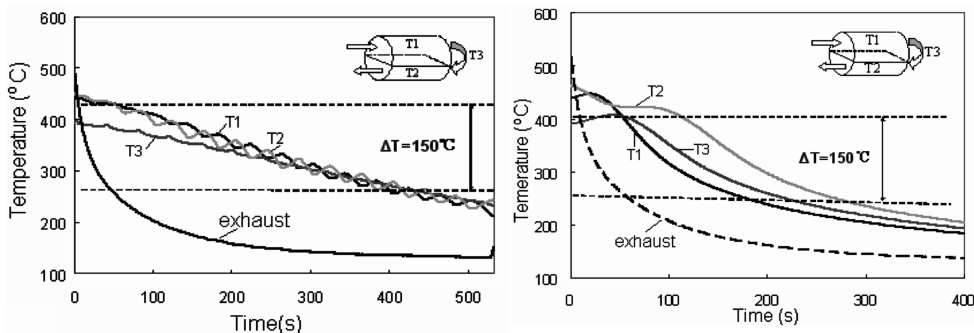 600
500
400
300
200
100
Temperature (°C)
T1
T2
T3
T1
T2
T3
ΔT=150℃
exhaust
0
100
200
300
400
500
Time(s)
600
500
400
300
200
100
Temerature (°C)
T1
T2
T3
T2
T3
T1
ΔT=150℃
exhaust
0
100
200
300
400
Time (s)